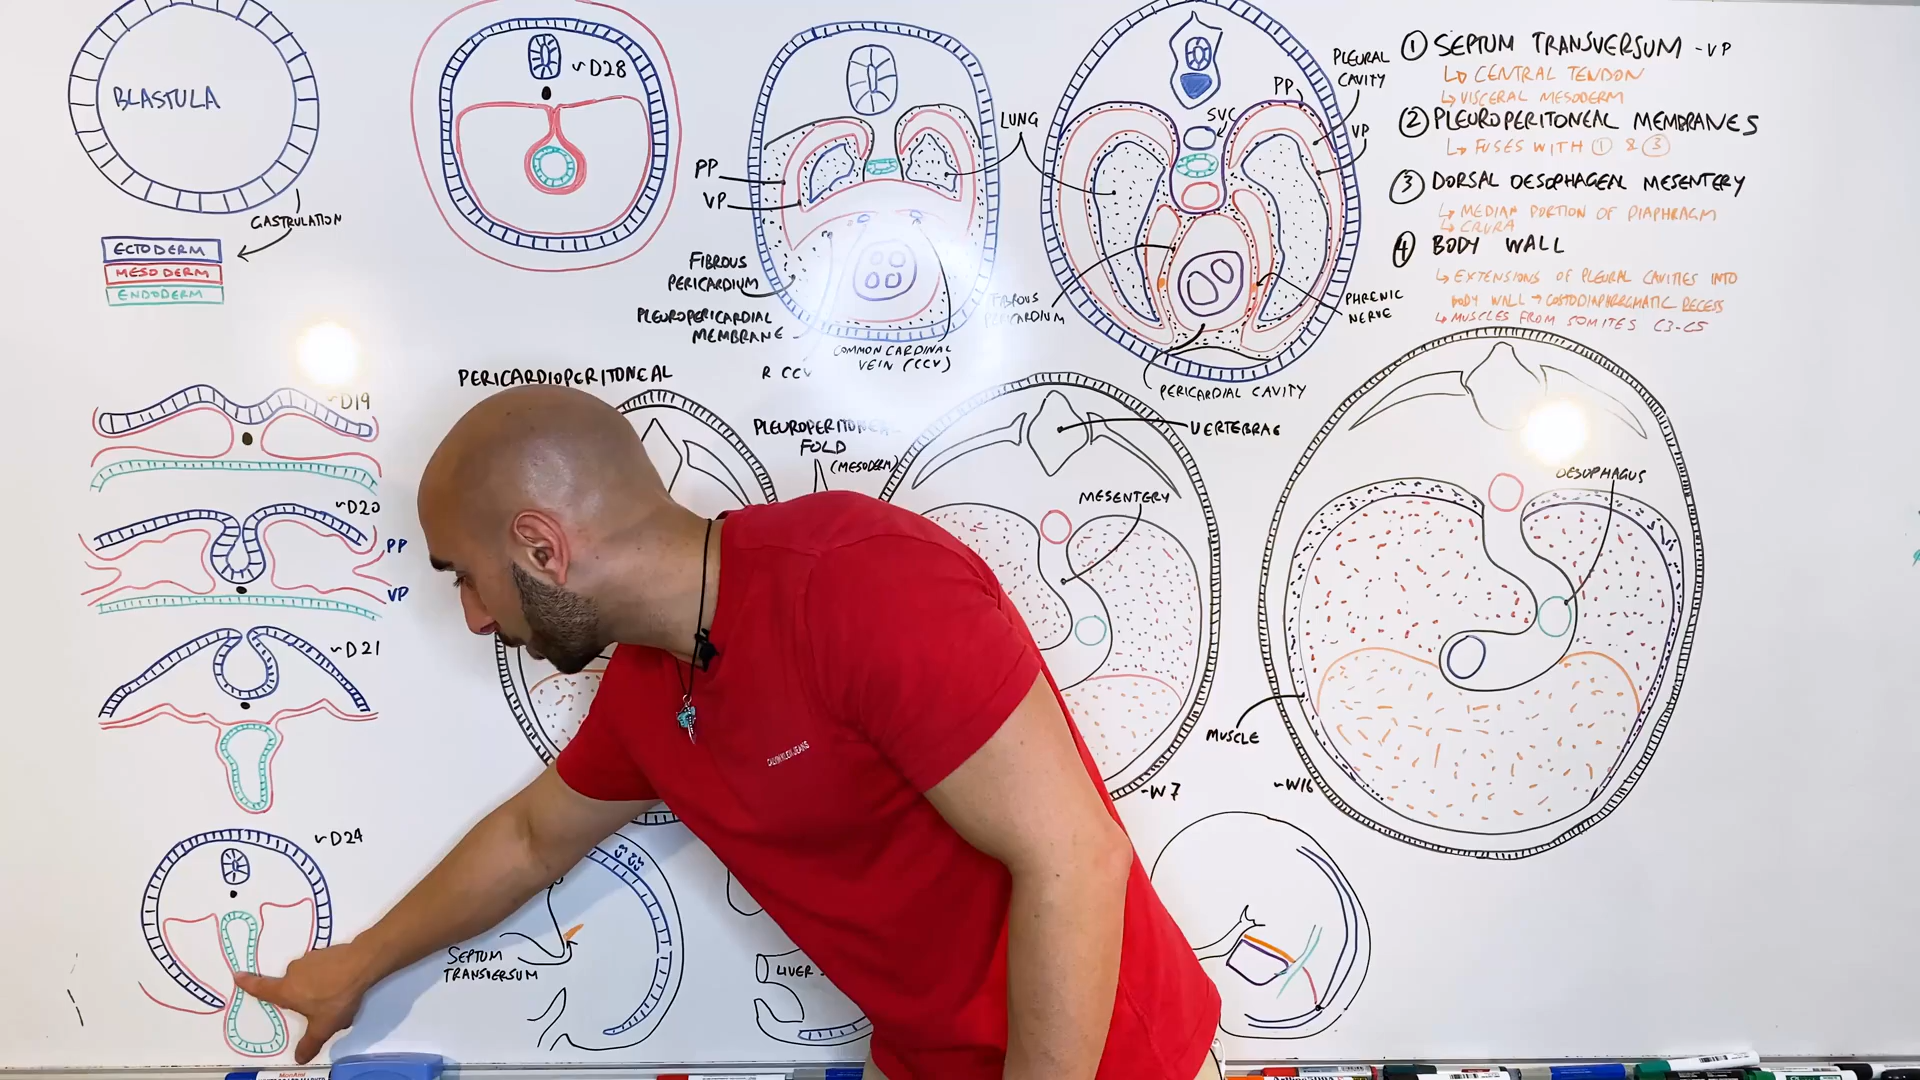 BLASTULA
GASTRULATION
ECTODERM
MESODERM
ENDODERM
~D19
~D20
PP
VP
~D21
~D24
~D28
PP
VP
FIBROUS
PERICARDIUM
PLEUROPERICARDIAL
MEMBRANE
R CCV
COMMON CARDINAL
VEIN (CCV)
LUNG
FIBROUS
PERICARDIUM
SVC
PP
PLEURAL
CAVITY
VP
PHRENIC
NERVE
PERICARDIAL CAVITY
① SEPTUM TRANSVERSUM - VP
↳ CENTRAL TENDON
↳ VISCERAL MESODERM
② PLEUROPERITONEAL MEMBRANES
↳ FUSES WITH ① & ③
③ DORSAL OESOPHAGEAL MESENTERY
↳ MEDIAN PORTION OF DIAPHRAGM
↳ CRURA
④ BODY WALL
↳ EXTENSIONS OF PLEURAL CAVITIES INTO
BODY WALL → COSTODIAPHRAGMATIC RECESS
↳ MUSCLES FROM SOMITES C3-C5
PERICARDIOPERITONEAL
PLEUROPERITONEAL
FOLD
(MESODERM)
VERTEBRAE
MESENTERY
~W7
OESOPHAGUS
MUSCLE
~W16
SEPTUM
TRANSVERSUM
LIVER
CALVIN KLEIN JEANS